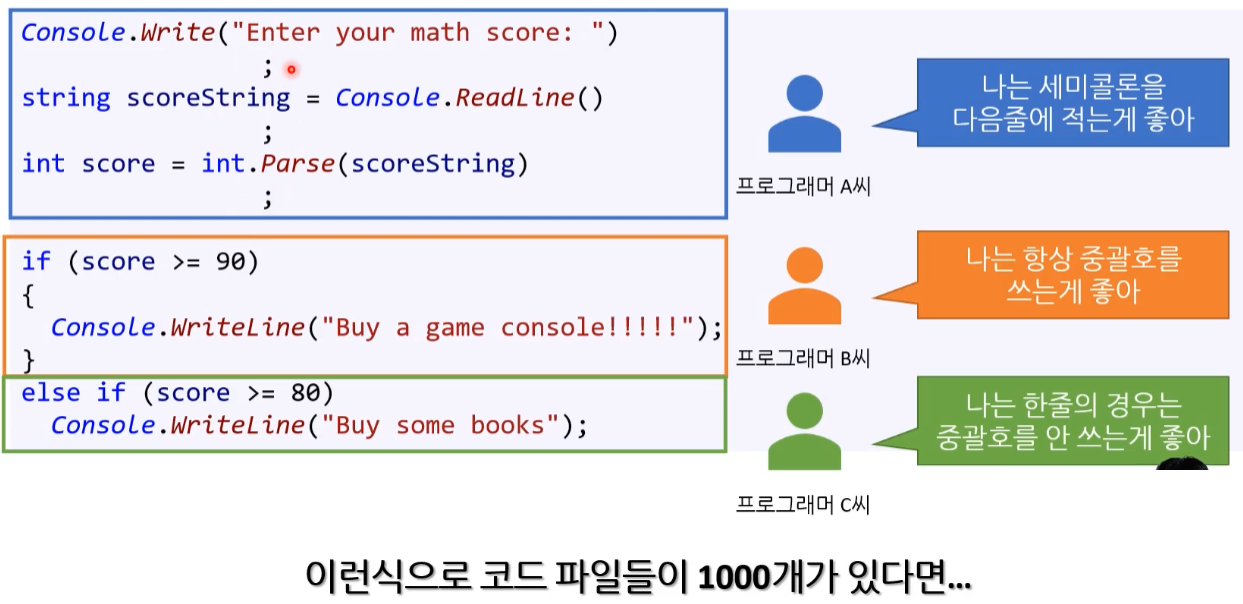 Console.Write("Enter your math score: ")
;
string scoreString = Console.ReadLine()
;
int score = int.Parse(scoreString)
;
나는 세미콜론을
다음줄에 적는게 좋아
프로그래머 A씨
if (score >= 90)
{
Console.WriteLine("Buy a game console!!!!!");
}
나는 항상 중괄호를
쓰는게 좋아
프로그래머 B씨
else if (score >= 80)
Console.WriteLine("Buy some books");
나는 한줄의 경우는
중괄호를 안 쓰는게 좋아
프로그래머 C씨
이런식으로 코드 파일들이 1000개가 있다면...